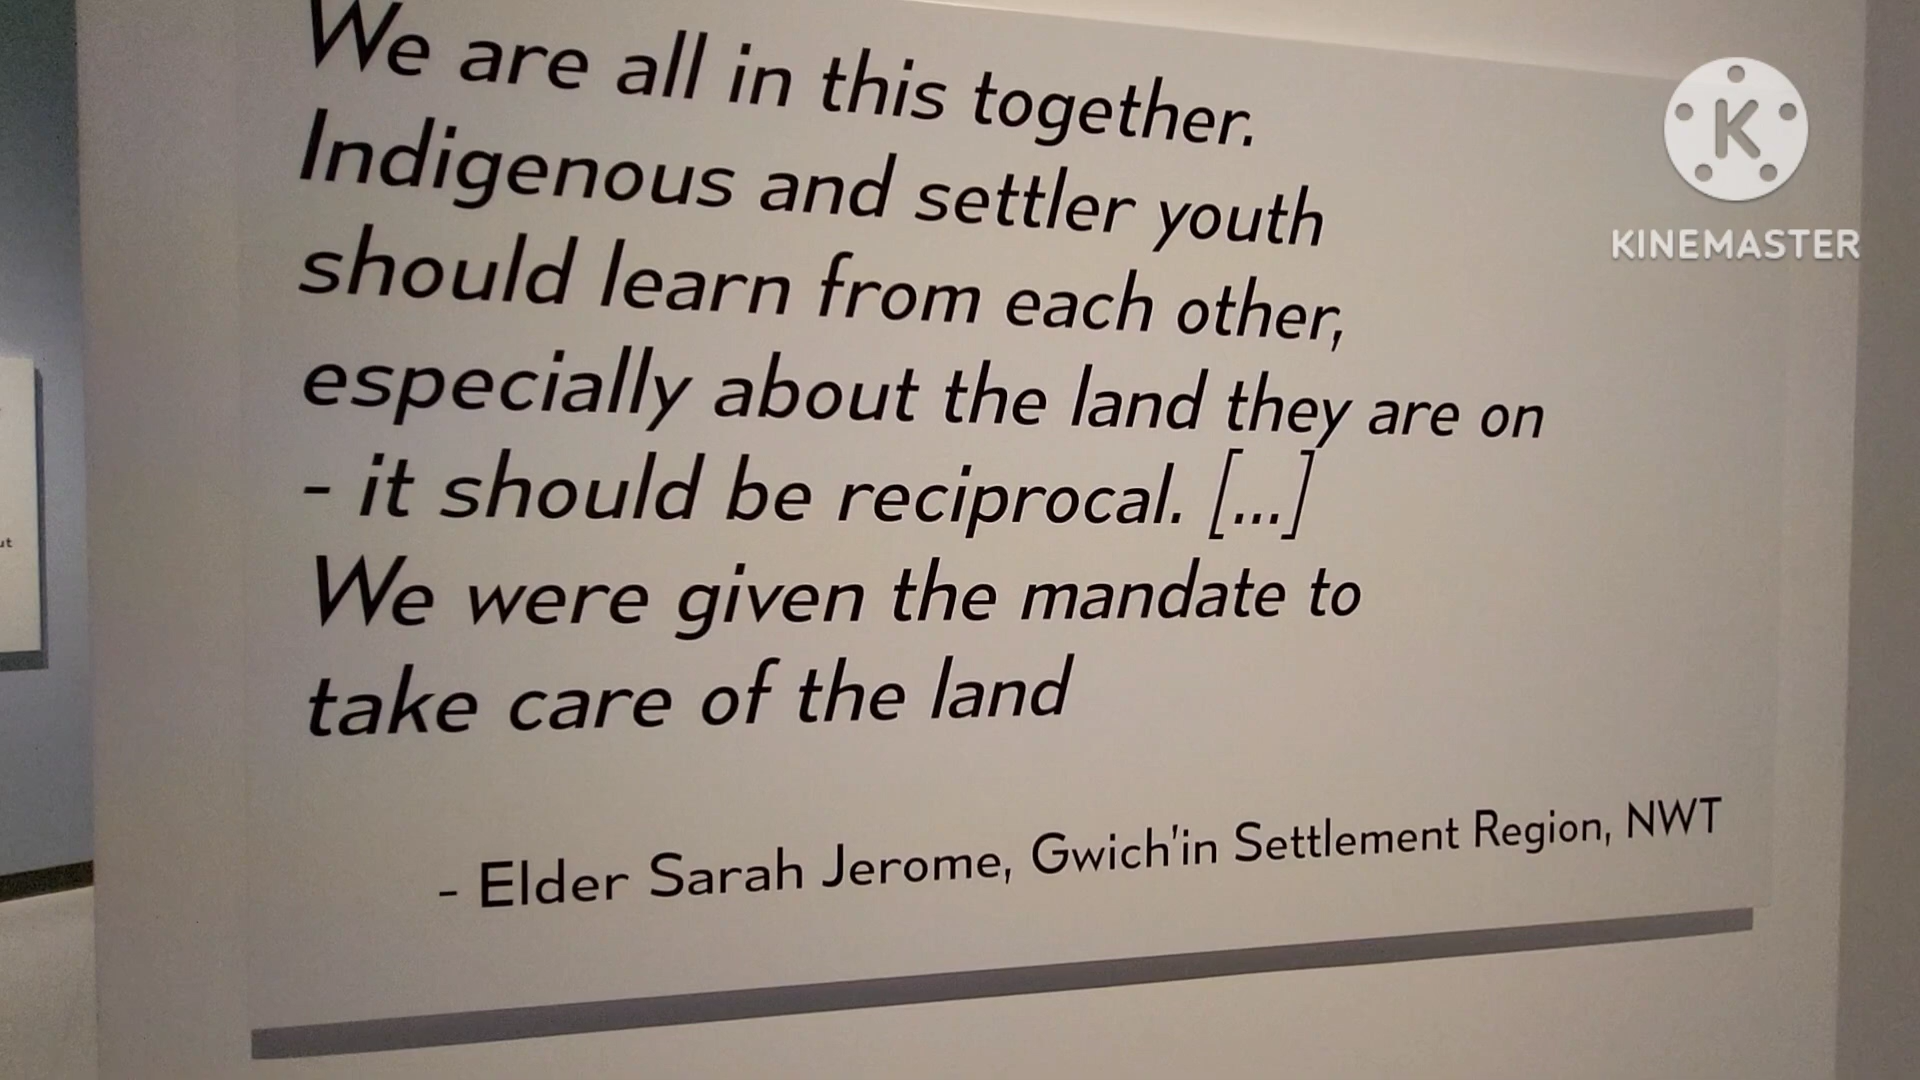 We are all in this together.
Indigenous and settler youth
should learn from each other,
especially about the land they are on
- it should be reciprocal. [...]
We were given the mandate to
take care of the land
- Elder Sarah Jerome, Gwich'in Settlement Region, NWT
K
KINEMASTER